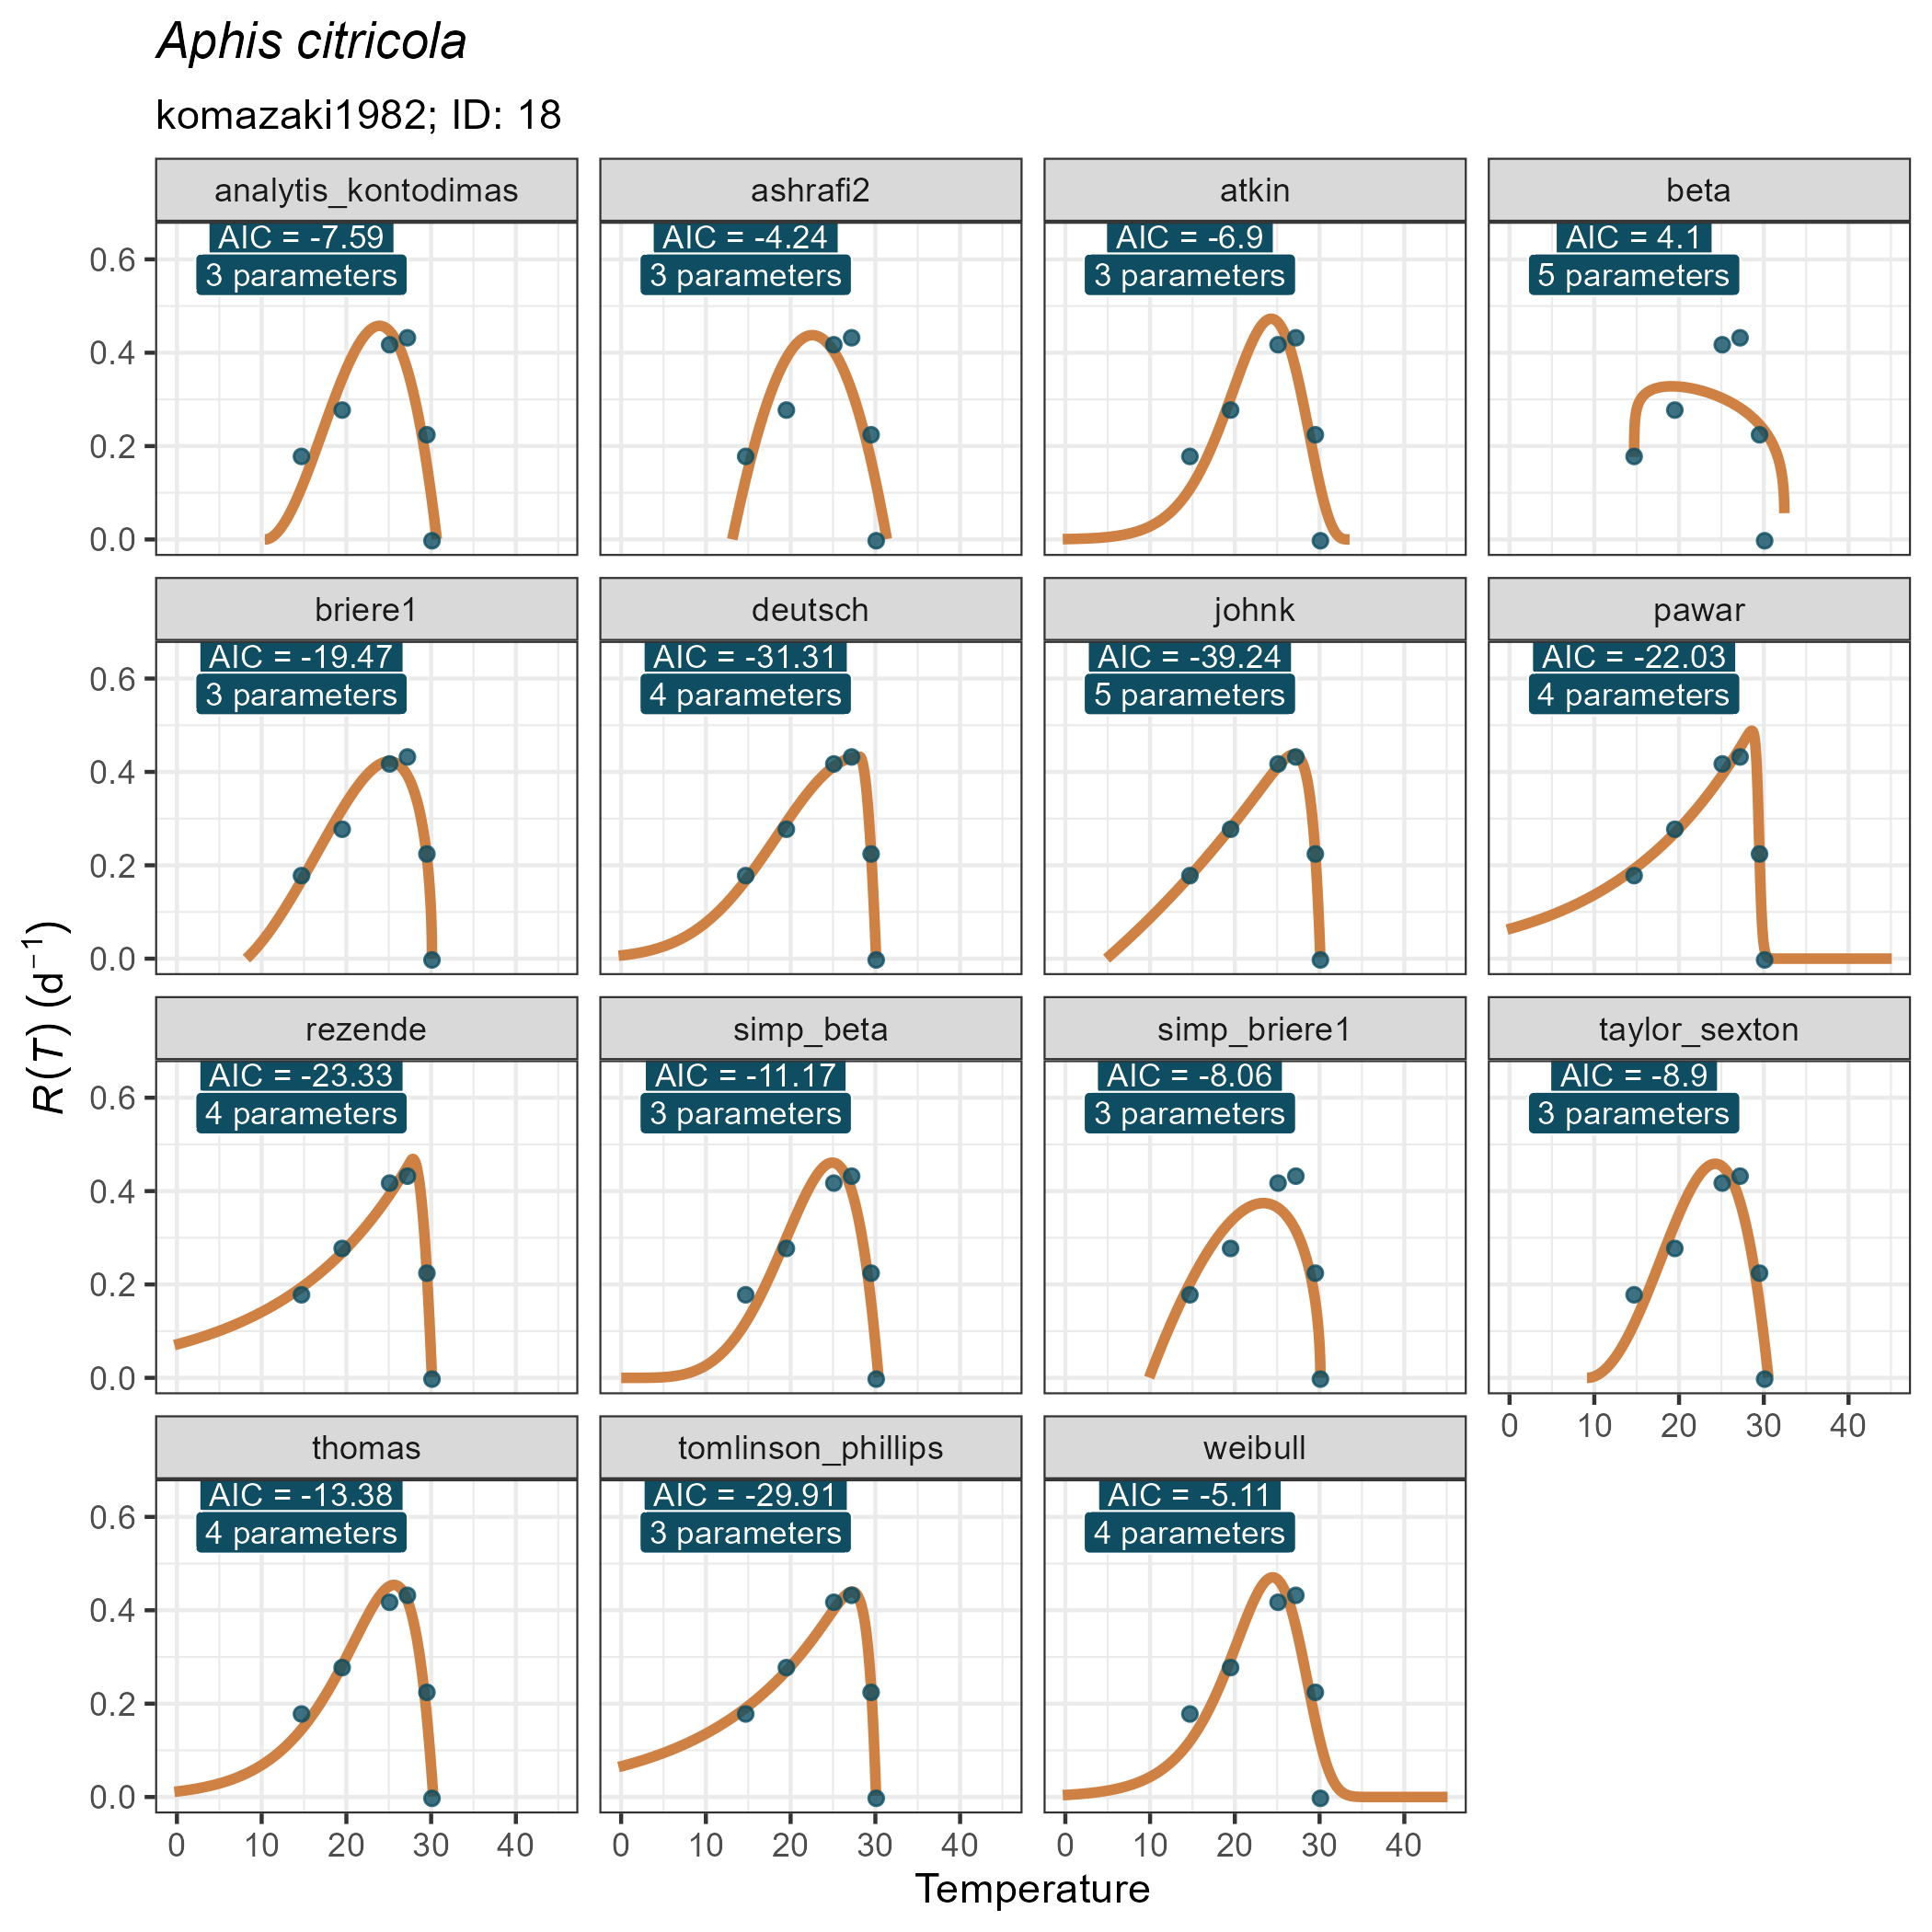 Aphis citricola
komazaki1982; ID: 18
analytis_kontodimas
ashrafi2
atkin
beta
AIC = -7.59
3 parameters
AIC = -4.24
3 parameters
AIC = -6.9
3 parameters
AIC = 4.1
5 parameters
0.6
0.4
0.2
0.0
briere1
deutsch
johnk
pawar
AIC = -19.47
3 parameters
AIC = -31.31
4 parameters
AIC = -39.24
5 parameters
AIC = -22.03
4 parameters
0.6
0.4
0.2
0.0
rezende
simp_beta
simp_briere1
taylor_sexton
AIC = -23.33
4 parameters
AIC = -11.17
3 parameters
AIC = -8.06
3 parameters
AIC = -8.9
3 parameters
0.6
0.4
0.2
0.0
0 10 20 30 40
thomas
tomlinson_phillips
weibull
AIC = -13.38
4 parameters
AIC = -29.91
3 parameters
AIC = -5.11
4 parameters
0.6
0.4
0.2
0.0
0 10 20 30 40
0 10 20 30 40
0 10 20 30 40
Temperature
R(T) (d⁻¹)